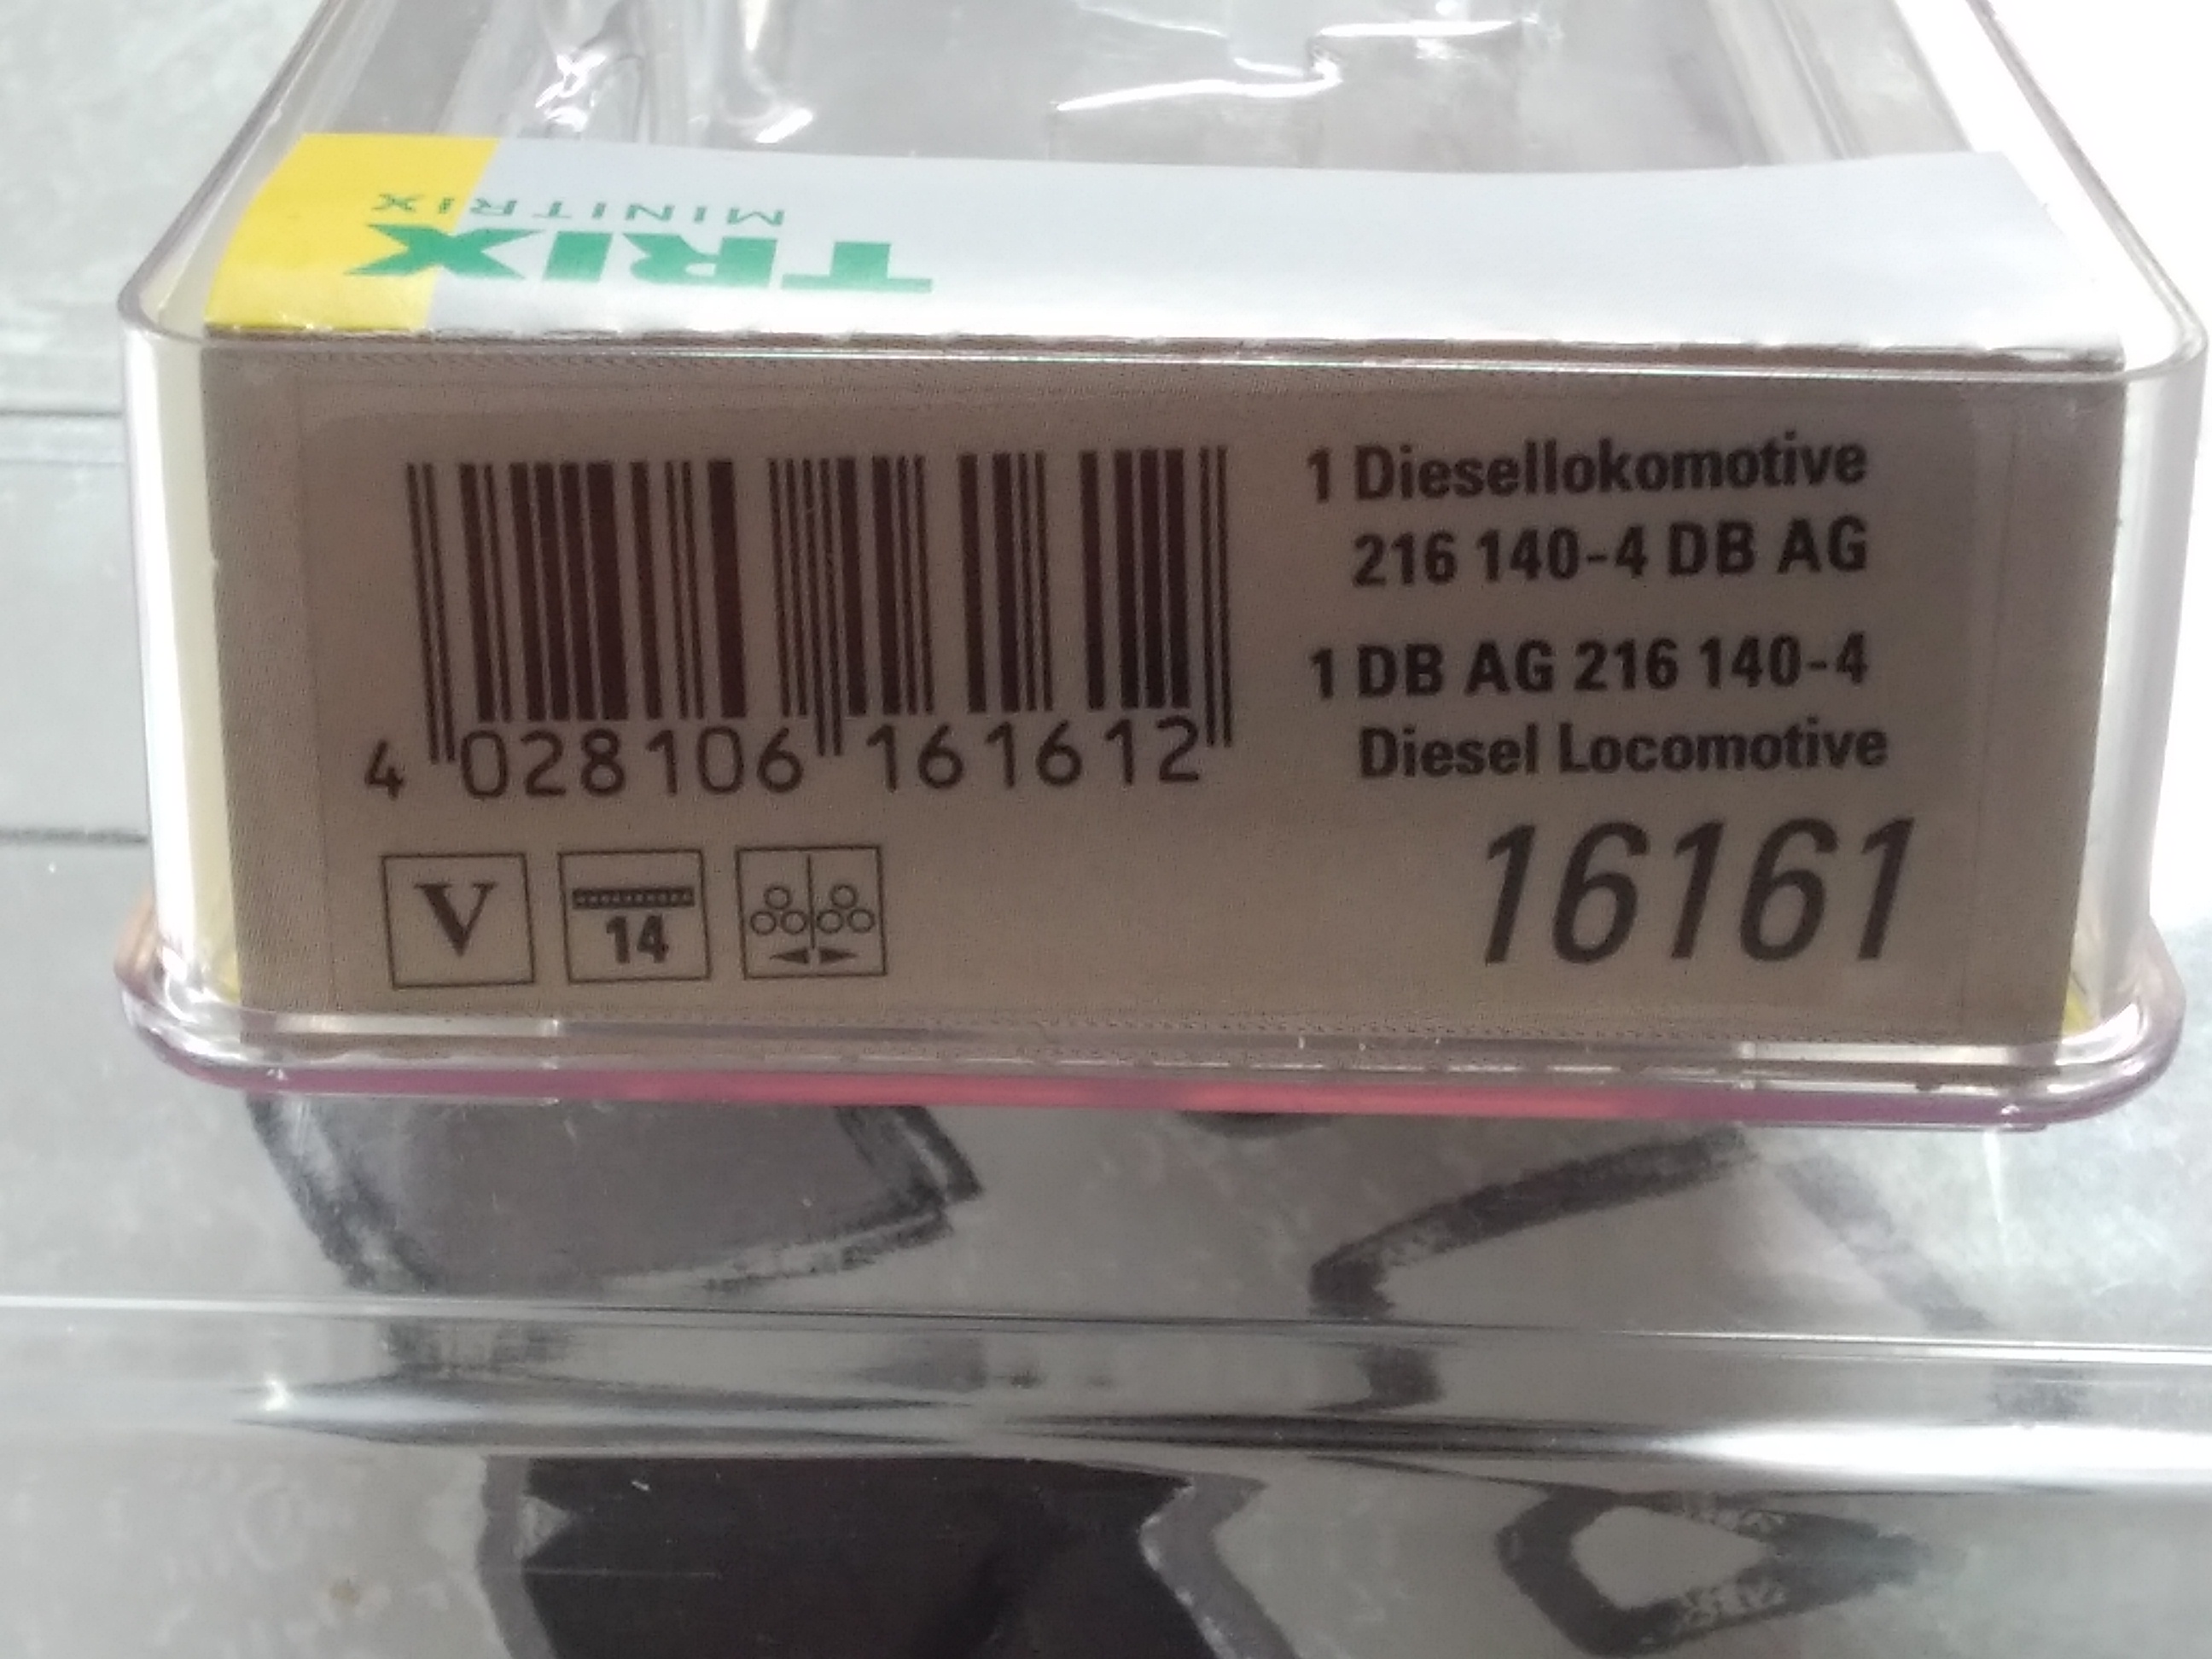 TRIX
MINITRIX
1 Diesellokomotive
216 140-4 DB AG
1 DB AG 216 140-4
Diesel Locomotive
4 028106 161612
V
14
16161